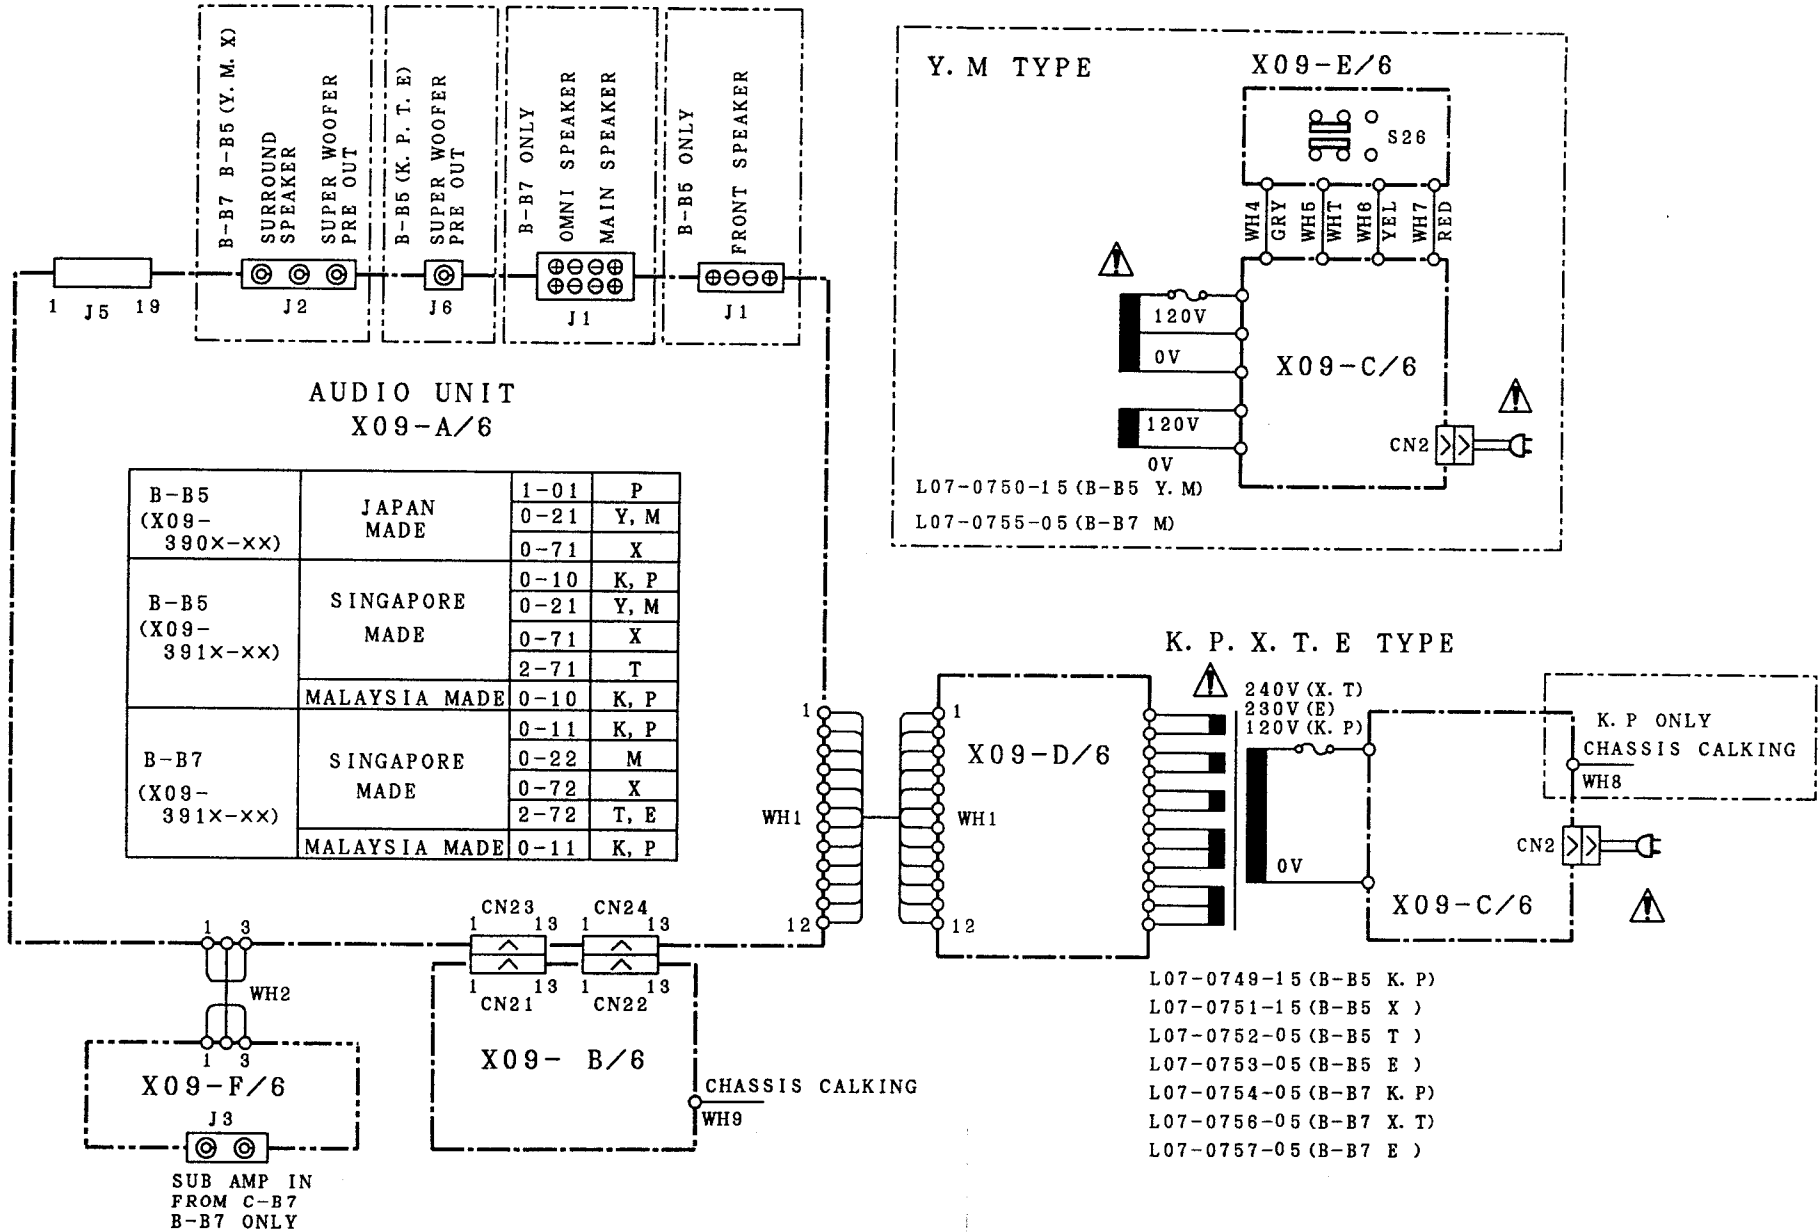 B-B7 B-B5(Y. M. X)
SURROUND
SPEAKER
SUPER WOOFER
PRE OUT
B-B5(K. P. T. E)
SUPER WOOFER
PRE OUT
B-B7 ONLY
OMNI SPEAKER
MAIN SPEAKER
B-B5 ONLY
FRONT SPEAKER
1 J5 19
J2
J6
J1
J1
AUDIO UNIT
X09-A/6
B-B5
(X09-
390×-××)
JAPAN
MADE
1-01 P
0-21 Y, M
0-71 X
B-B5
(X09-
391×-××)
SINGAPORE
MADE
0-10 K, P
0-21 Y, M
0-71 X
2-71 T
MALAYSIA MADE 0-10 K, P
B-B7
(X09-
391×-××)
SINGAPORE
MADE
0-11 K, P
0-22 M
0-72 X
2-72 T, E
MALAYSIA MADE 0-11 K, P
Y. M TYPE
X09-E/6
S26
WH4
GRY
WH5
WHT
WH6
YEL
WH7
RED
120V
0V
120V
0V
X09-C/6
CN2
L07-0750-15(B-B5 Y. M)
L07-0755-05(B-B7 M)
K. P. X. T. E TYPE
1
WH1
12
1
WH1
12
X09-D/6
240V(X. T)
230V(E)
120V(K. P)
0V
K. P ONLY
CHASSIS CALKING
WH8
CN2
X09-C/6
L07-0749-15(B-B5 K. P)
L07-0751-15(B-B5 X )
L07-0752-05(B-B5 T )
L07-0753-05(B-B5 E )
L07-0754-05(B-B7 K. P)
L07-0756-05(B-B7 X. T)
L07-0757-05(B-B7 E )
CN23
1 13
CN24
1 13
1 13
CN21
1 13
CN22
X09- B/6
CHASSIS CALKING
WH9
1 3
WH2
1 3
X09-F/6
J3
SUB AMP IN
FROM C-B7
B-B7 ONLY